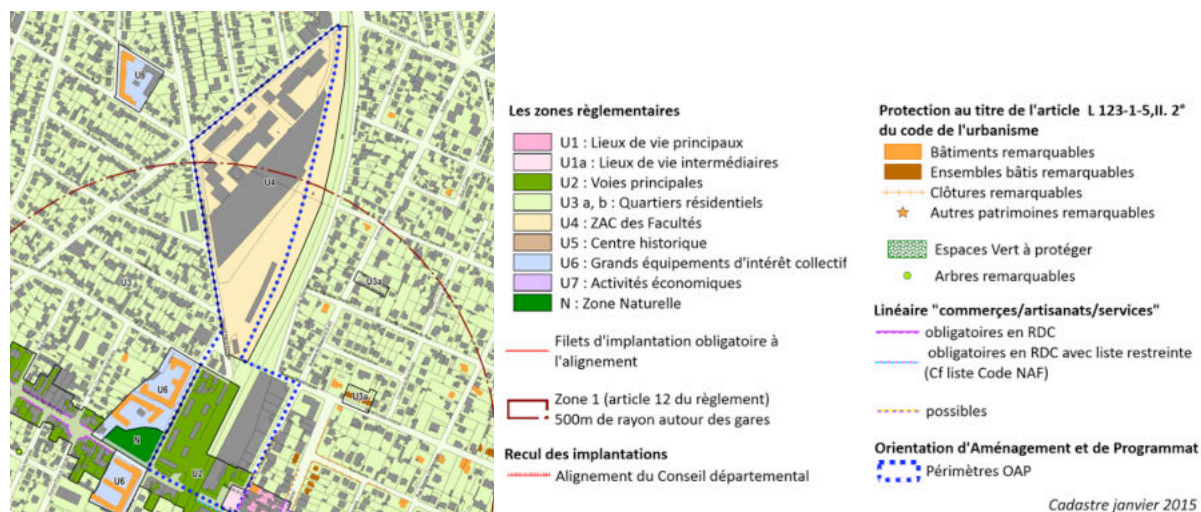 U6
U4
U3
U3a
U6
U3a
N
U2
U6
Les zones règlementaires
U1 : Lieux de vie principaux
U1a : Lieux de vie intermédiaires
U2 : Voies principales
U3 a, b : Quartiers résidentiels
U4 : ZAC des Facultés
U5 : Centre historique
U6 : Grands équipements d'intérêt collectif
U7 : Activités économiques
N : Zone Naturelle
Filets d'implantation obligatoire à
l'alignement
Zone 1 (article 12 du règlement)
500m de rayon autour des gares
Recul des implantations
Alignement du Conseil départemental
Protection au titre de l'article L 123-1-5,II. 2°
du code de l'urbanisme
Bâtiments remarquables
Ensembles bâtis remarquables
Clôtures remarquables
Autres patrimoines remarquables
Espaces Vert à protéger
Arbres remarquables
Linéaire "commerçes/artisanats/services"
obligatoires en RDC
obligatoires en RDC avec liste restreinte
(Cf liste Code NAF)
possibles
Orientation d'Aménagement et de Programmat
Périmètres OAP
Cadastre janvier 2015